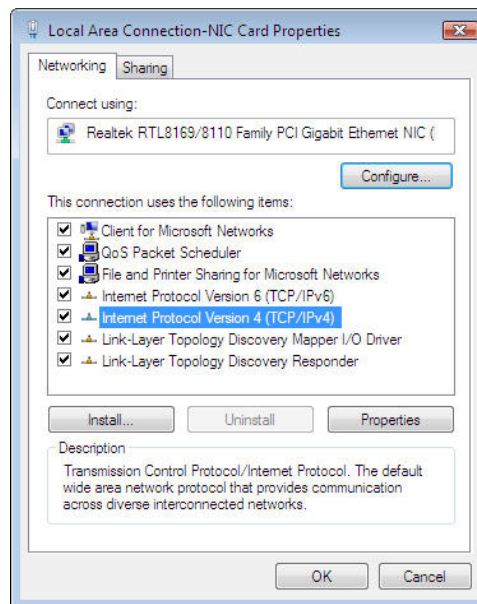 Local Area Connection-NIC Card Properties
Networking
Sharing
Connect using:
Realtek RTL8169/8110 Family PCI Gigabit Ethernet NIC (
Configure...
This connection uses the following items:
Client for Microsoft Networks
QoS Packet Scheduler
File and Printer Sharing for Microsoft Networks
Internet Protocol Version 6 (TCP/IPv6)
Internet Protocol Version 4 (TCP/IPv4)
Link-Layer Topology Discovery Mapper I/O Driver
Link-Layer Topology Discovery Responder
Install...
Uninstall
Properties
Description
Transmission Control Protocol/Internet Protocol. The default
wide area network protocol that provides communication
across diverse interconnected networks.
OK
Cancel